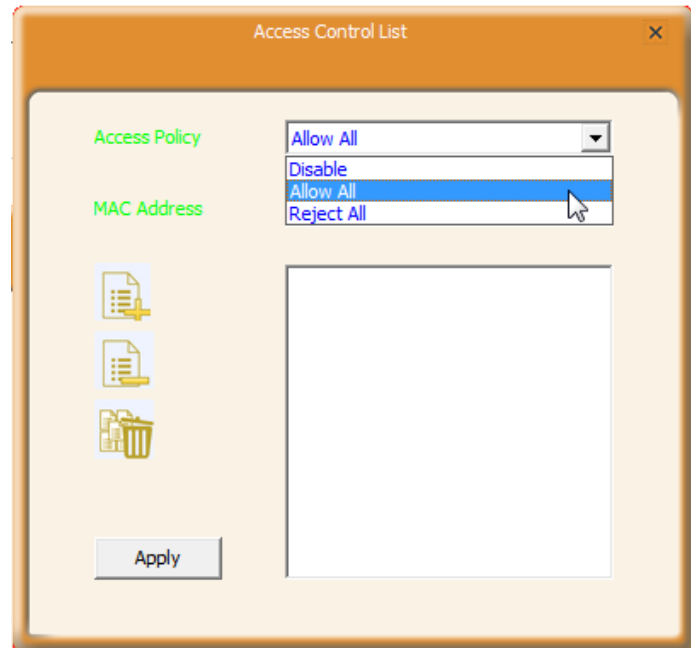 Access Control List
Access Policy
Allow All
Disable
Allow All
Reject All
MAC Address
Apply